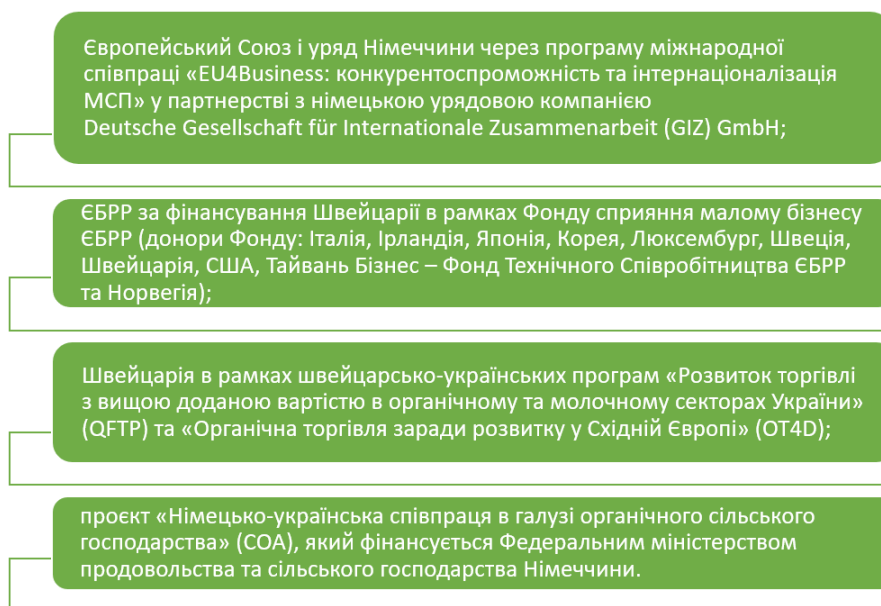 Європейський Союз і уряд Німеччини через програму міжнародної
співпраці «EU4Business: конкурентоспроможність та інтернаціоналізація
МСП» у партнерстві з німецькою урядовою компанією
Deutsche Gesellschaft für Internationale Zusammenarbeit (GIZ) GmbH;
ЄБРР за фінансування Швейцарії в рамках Фонду сприяння малому бізнесу
ЄБРР (донори Фонду: Італія, Ірландія, Японія, Корея, Люксембург, Швеція,
Швейцарія, США, Тайвань Бізнес – Фонд Технічного Співробітництва ЄБРР
та Норвегія);
Швейцарія в рамках швейцарсько-українських програм «Розвиток торгівлі
з вищою доданою вартістю в органічному та молочному секторах України»
(QFTP) та «Органічна торгівля заради розвитку у Східній Європі» (OT4D);
проєкт «Німецько-українська співпраця в галузі органічного сільського
господарства» (COA), який фінансується Федеральним міністерством
продовольства та сільського господарства Німеччини.